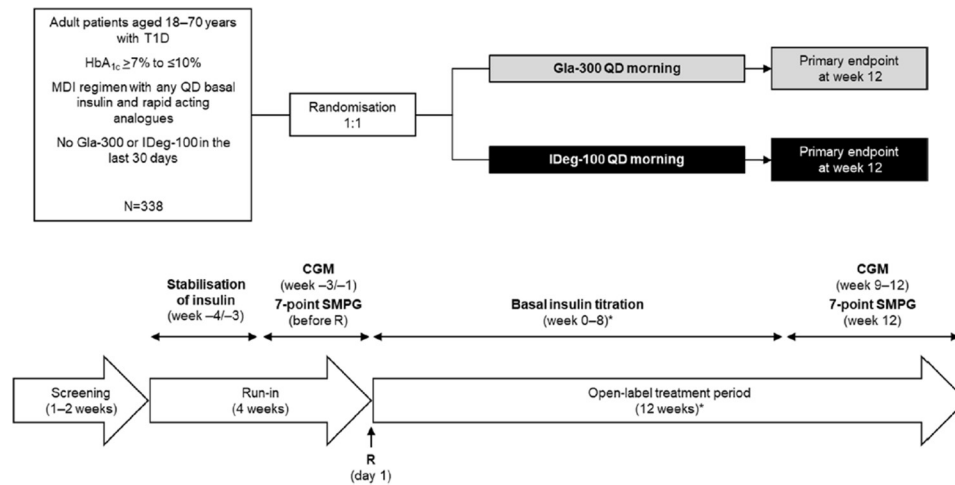 Adult patients aged 18–70 years
with T1D
HbA1c ≥7% to ≤10%
MDI regimen with any QD basal
insulin and rapid acting
analogues
No Gla-300 or IDeg-100 in the
last 30 days
N=338
Randomisation
1:1
Gla-300 QD morning
Primary endpoint
at week 12
IDeg-100 QD morning
Primary endpoint
at week 12
Stabilisation
of insulin
(week –4/–3)
CGM
(week –3/–1)
7-point SMPG
(before R)
Basal insulin titration
(week 0–8)*
CGM
(week 9–12)
7-point SMPG
(week 12)
Screening
(1–2 weeks)
Run-in
(4 weeks)
Open-label treatment period
(12 weeks)*
R
(day 1)